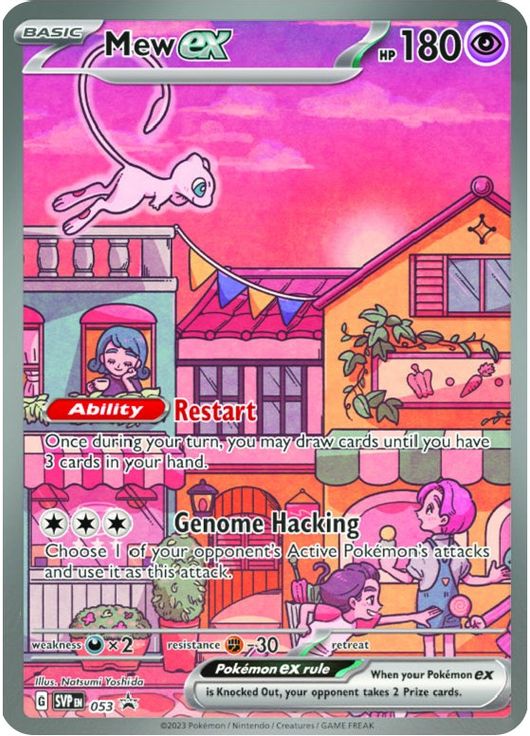 BASIC
Mew ex
HP 180
Ability Restart
Once during your turn, you may draw cards until you have
3 cards in your hand.
Genome Hacking
Choose 1 of your opponent's Active Pokémon's attacks
and use it as this attack.
weakness ×2 resistance -30 retreat
Pokémon ex rule
When your Pokémon ex
is Knocked Out, your opponent takes 2 Prize cards.
Illus. Natsumi Yoshida
G SVP EN 053
©2023 Pokémon / Nintendo / Creatures / GAME FREAK